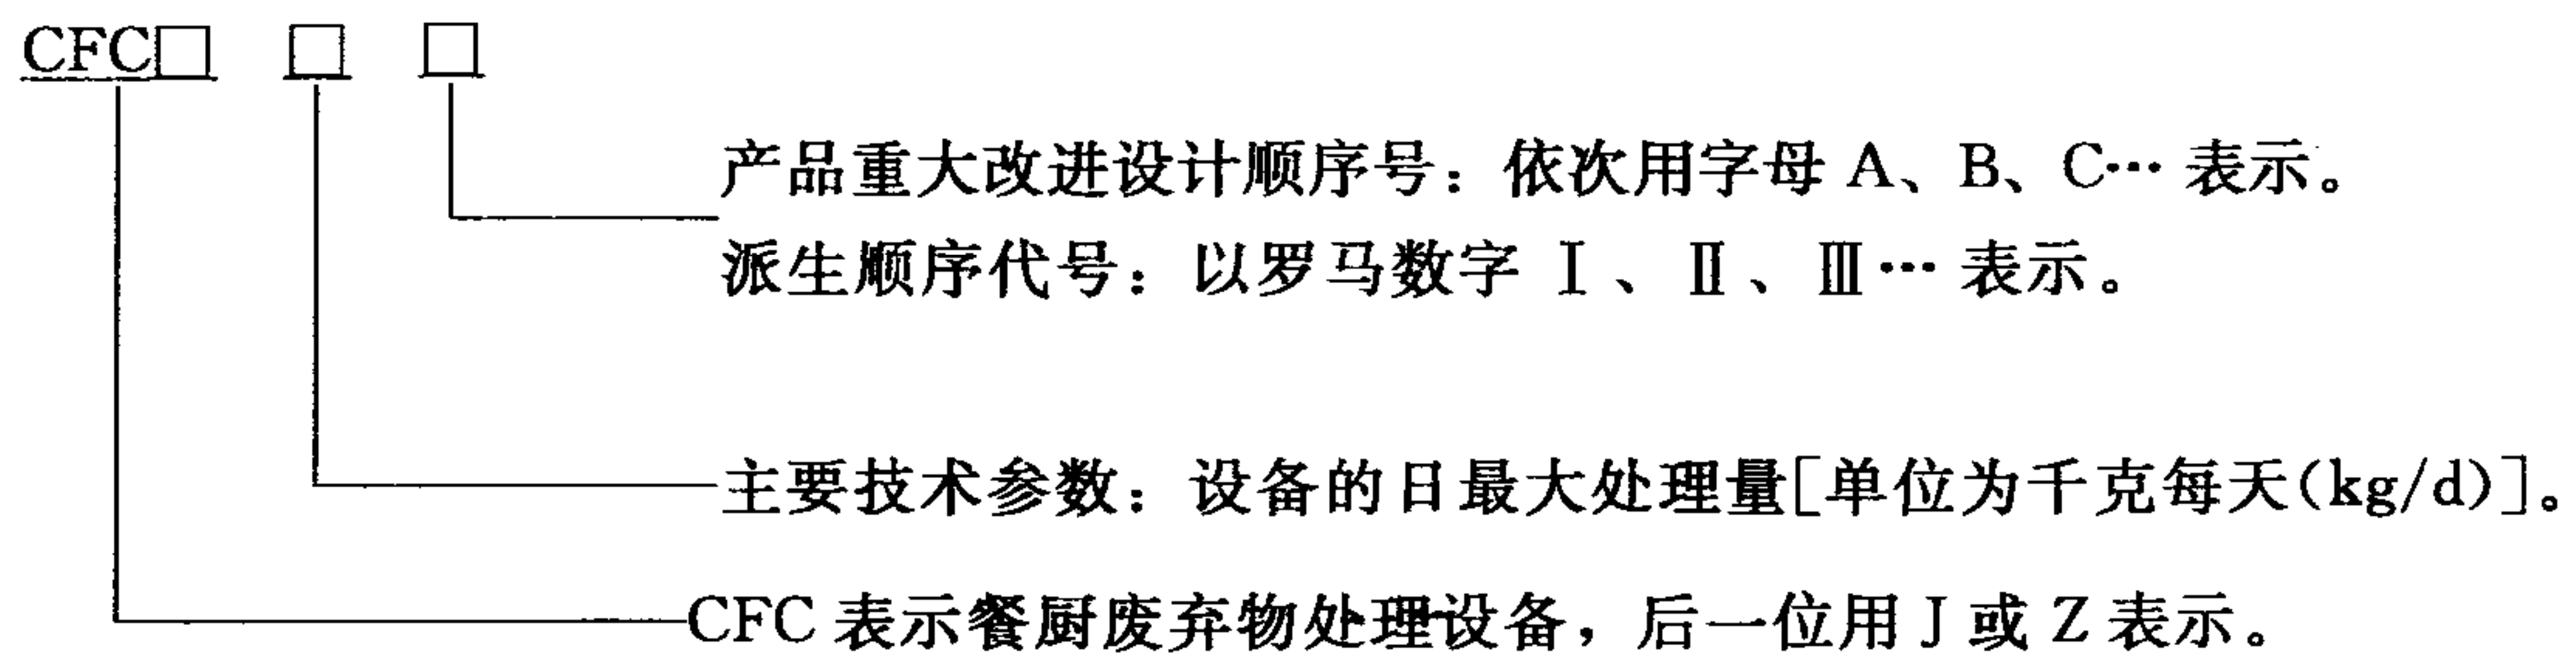 CFC□ □ □
产品重大改进设计顺序号：依次用字母 A、B、C… 表示。
派生顺序代号：以罗马数字 Ⅰ、Ⅱ、Ⅲ… 表示。
主要技术参数：设备的日最大处理量[单位为千克每天(kg/d)]。
CFC 表示餐厨废弃物处理设备，后一位用 J 或 Z 表示。